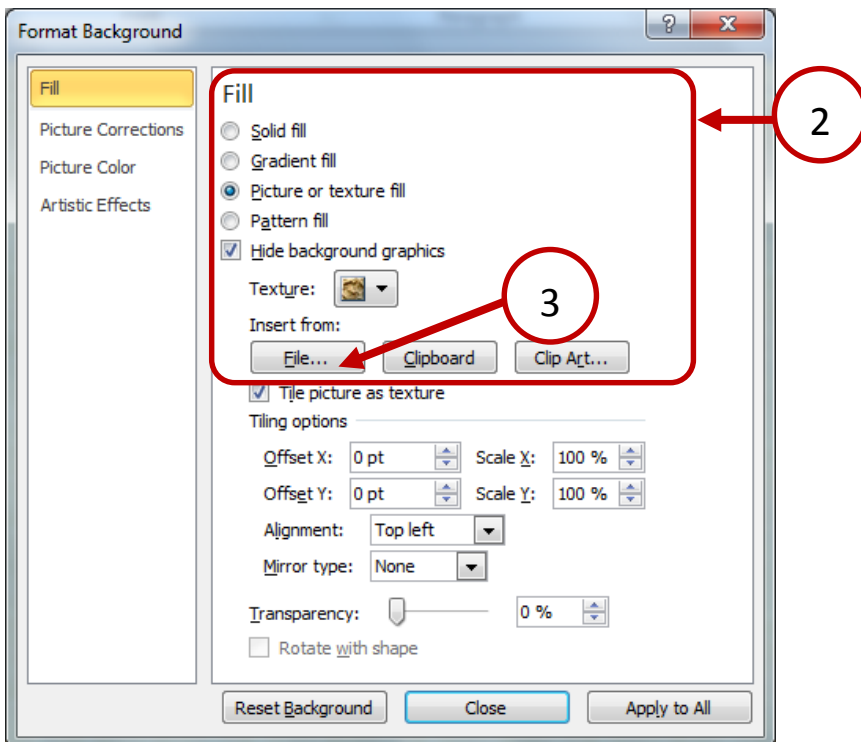 Format Background
?
X
Fill
Picture Corrections
Picture Color
Artistic Effects
Fill
Solid fill
Gradient fill
Picture or texture fill
Pattern fill
Hide background graphics
Texture:
Insert from:
File... Clipboard Clip Art...
Tile picture as texture
Tiling options
Offset X: 0 pt Scale X: 100 %
Offset Y: 0 pt Scale Y: 100 %
Alignment: Top left
Mirror type: None
Transparency: 0 %
Rotate with shape
Reset Background Close Apply to All
2
3